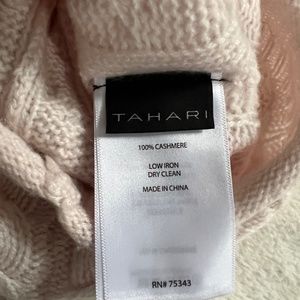 TAHARI
100% CASHMERE
LOW IRON
DRY CLEAN
MADE IN CHINA
RN# 75343